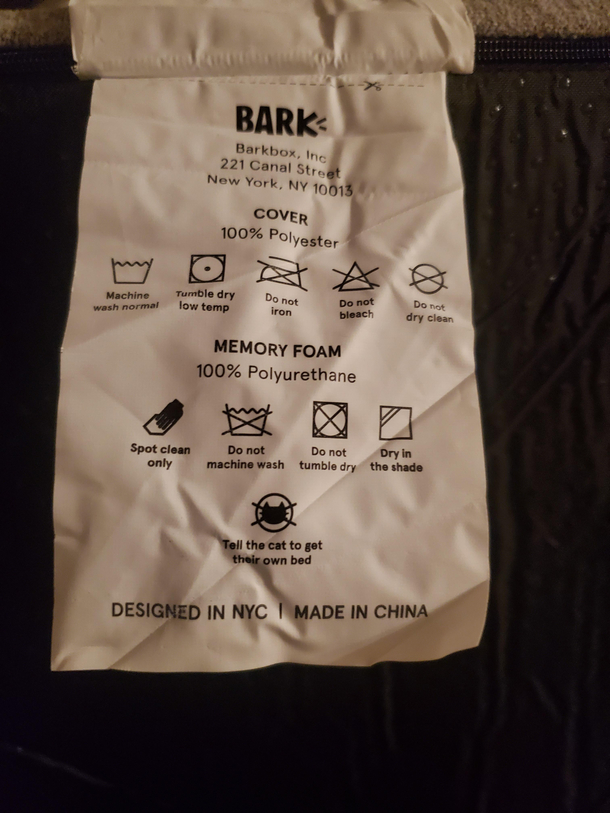 BARK
Barkbox, Inc
221 Canal Street
New York, NY 10013
COVER
100% Polyester
Machine wash normal
Tumble dry low temp
Do not iron
Do not bleach
Do not dry clean
MEMORY FOAM
100% Polyurethane
Spot clean only
Do not machine wash
Do not tumble dry
Dry in the shade
Tell the cat to get
their own bed
DESIGNED IN NYC | MADE IN CHINA